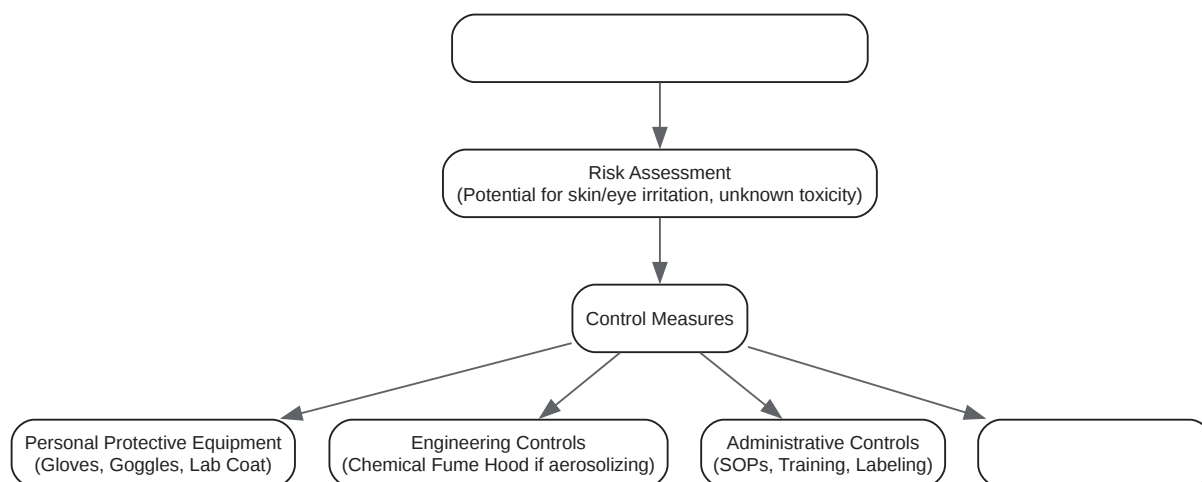 Risk Assessment
(Potential for skin/eye irritation, unknown toxicity)
Control Measures
Personal Protective Equipment
(Gloves, Goggles, Lab Coat)
Engineering Controls
(Chemical Fume Hood if aerosolizing)
Administrative Controls
(SOPs, Training, Labeling)